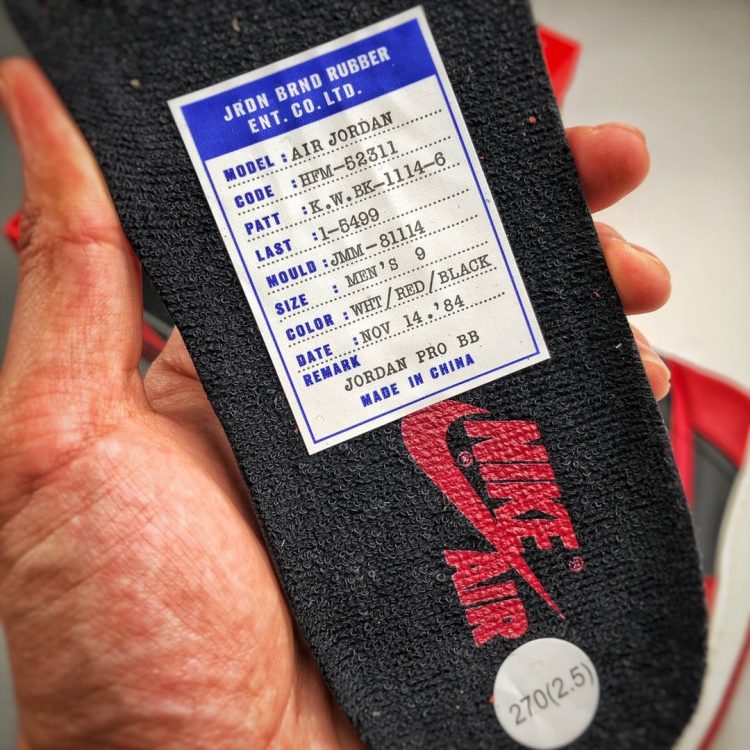 JRDN BRND RUBBER
ENT. CO. LTD.
MODEL : AIR JORDAN
CODE : HFM-52311
PATT : K.W.BK-1114-6
LAST : 1-5499
MOULD : JMM-81114
SIZE : MEN'S 9
COLOR : WHT/RED/BLACK
DATE : NOV 14.'84
REMARK
JORDAN PRO BB
MADE IN CHINA
NIKE®
AIR®
270(2.5)